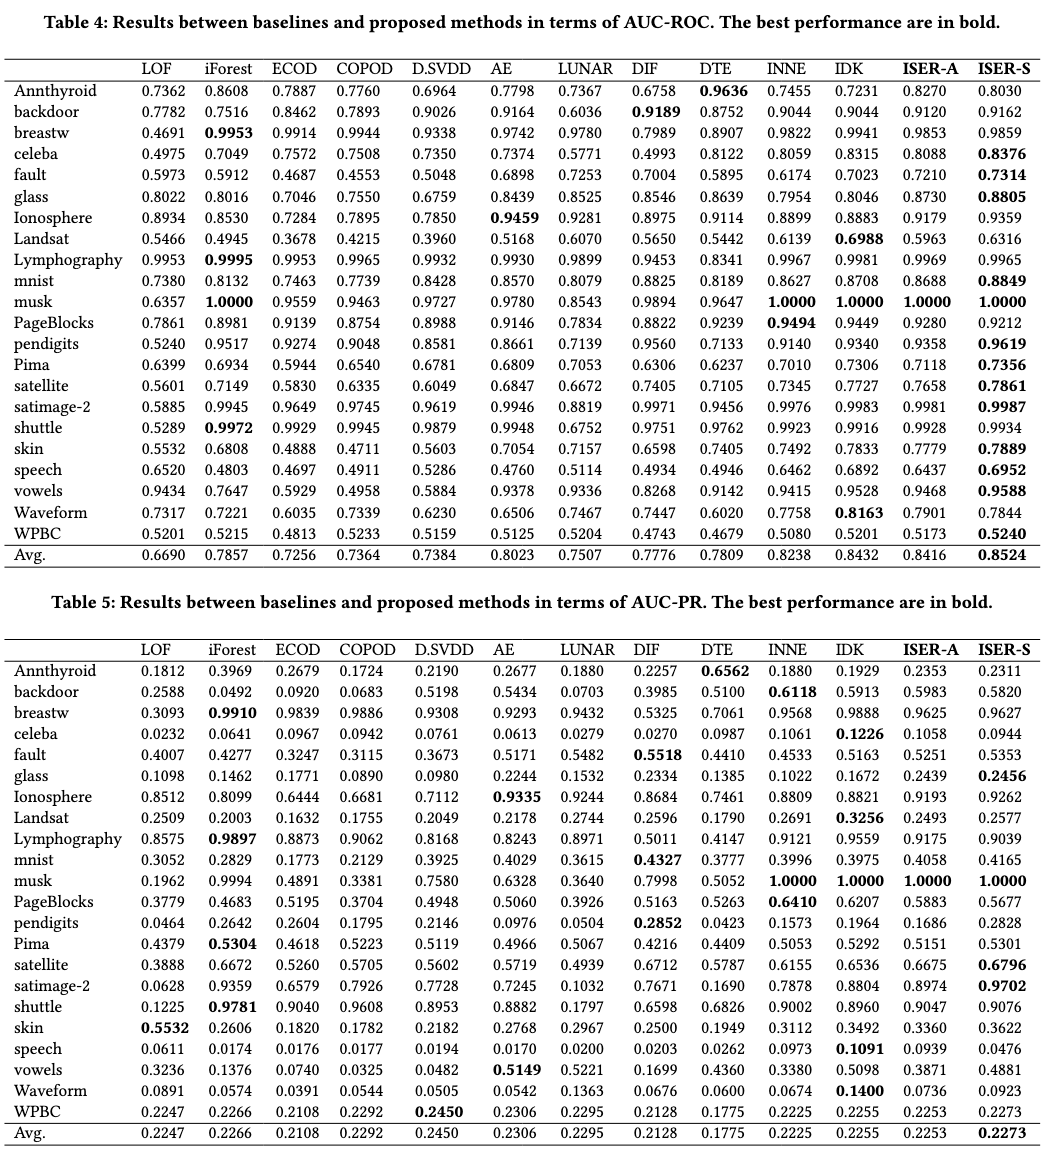 Table 4: Results between baselines and proposed methods in terms of AUC-ROC. The best performance are in bold.
LOF iForest ECOD COPOD D.SVDD AE LUNAR DIF DTE INNE IDK ISER-A ISER-S
Annthyroid 0.7362 0.8608 0.7887 0.7760 0.6964 0.7798 0.7367 0.6758 0.9636 0.7455 0.7231 0.8270 0.8030
backdoor 0.7782 0.7516 0.8462 0.7893 0.9026 0.9164 0.6036 0.9189 0.8752 0.9044 0.9044 0.9120 0.9162
breastw 0.4691 0.9953 0.9914 0.9944 0.9338 0.9742 0.9780 0.7989 0.8907 0.9822 0.9941 0.9853 0.9859
celeba 0.4975 0.7049 0.7572 0.7508 0.7350 0.7374 0.5771 0.4993 0.8122 0.8059 0.8315 0.8088 0.8376
fault 0.5973 0.5912 0.4687 0.4553 0.5048 0.6898 0.7253 0.7004 0.5895 0.6174 0.7023 0.7210 0.7314
glass 0.8022 0.8016 0.7046 0.7550 0.6759 0.8439 0.8525 0.8546 0.8639 0.7954 0.8046 0.8730 0.8805
Ionosphere 0.8934 0.8530 0.7284 0.7895 0.7850 0.9459 0.9281 0.8975 0.9114 0.8899 0.8883 0.9179 0.9359
Landsat 0.5466 0.4945 0.3678 0.4215 0.3960 0.5168 0.6070 0.5650 0.5442 0.6139 0.6988 0.5963 0.6316
Lymphography 0.9953 0.9995 0.9953 0.9965 0.9932 0.9930 0.9899 0.9453 0.8341 0.9967 0.9981 0.9969 0.9965
mnist 0.7380 0.8132 0.7463 0.7739 0.8428 0.8570 0.8079 0.8825 0.8189 0.8627 0.8708 0.8688 0.8849
musk 0.6357 1.0000 0.9559 0.9463 0.9727 0.9780 0.8543 0.9894 0.9647 1.0000 1.0000 1.0000 1.0000
PageBlocks 0.7861 0.8981 0.9139 0.8754 0.8988 0.9146 0.7834 0.8822 0.9239 0.9494 0.9449 0.9280 0.9212
pendigits 0.5240 0.9517 0.9274 0.9048 0.8581 0.8661 0.7139 0.9560 0.7133 0.9140 0.9340 0.9358 0.9619
Pima 0.6399 0.6934 0.5944 0.6540 0.6781 0.6809 0.7053 0.6306 0.6237 0.7010 0.7306 0.7118 0.7356
satellite 0.5601 0.7149 0.5830 0.6335 0.6049 0.6847 0.6672 0.7405 0.7105 0.7345 0.7727 0.7658 0.7861
satimage-2 0.5885 0.9945 0.9649 0.9745 0.9619 0.9946 0.8819 0.9971 0.9456 0.9976 0.9983 0.9981 0.9987
shuttle 0.5289 0.9972 0.9929 0.9945 0.9879 0.9948 0.6752 0.9751 0.9762 0.9923 0.9916 0.9928 0.9934
skin 0.5532 0.6808 0.4888 0.4711 0.5603 0.7054 0.7157 0.6598 0.7405 0.7492 0.7833 0.7779 0.7889
speech 0.6520 0.4803 0.4697 0.4911 0.5286 0.4760 0.5114 0.4934 0.4946 0.6462 0.6892 0.6437 0.6952
vowels 0.9434 0.7647 0.5929 0.4958 0.5884 0.9378 0.9336 0.8268 0.9142 0.9415 0.9528 0.9468 0.9588
Waveform 0.7317 0.7221 0.6035 0.7339 0.6230 0.6506 0.7467 0.7447 0.6020 0.7758 0.8163 0.7901 0.7844
WPBC 0.5201 0.5215 0.4813 0.5233 0.5159 0.5125 0.5204 0.4743 0.4679 0.5080 0.5201 0.5173 0.5240
Avg. 0.6690 0.7857 0.7256 0.7364 0.7384 0.8023 0.7507 0.7776 0.7809 0.8238 0.8432 0.8416 0.8524
Table 5: Results between baselines and proposed methods in terms of AUC-PR. The best performance are in bold.
LOF iForest ECOD COPOD D.SVDD AE LUNAR DIF DTE INNE IDK ISER-A ISER-S
Annthyroid 0.1812 0.3969 0.2679 0.1724 0.2190 0.2677 0.1880 0.2257 0.6562 0.1880 0.1929 0.2353 0.2311
backdoor 0.2588 0.0492 0.0920 0.0683 0.5198 0.5434 0.0703 0.3985 0.5100 0.6118 0.5913 0.5983 0.5820
breastw 0.3093 0.9910 0.9839 0.9886 0.9308 0.9293 0.9432 0.5325 0.7061 0.9568 0.9888 0.9625 0.9627
celeba 0.0232 0.0641 0.0967 0.0942 0.0761 0.0613 0.0279 0.0270 0.0987 0.1061 0.1226 0.1058 0.0944
fault 0.4007 0.4277 0.3247 0.3115 0.3673 0.5171 0.5482 0.5518 0.4410 0.4533 0.5163 0.5251 0.5353
glass 0.1098 0.1462 0.1771 0.0890 0.0980 0.2244 0.1532 0.2334 0.1385 0.1022 0.1672 0.2439 0.2456
Ionosphere 0.8512 0.8099 0.6444 0.6681 0.7112 0.9335 0.9244 0.8684 0.7461 0.8809 0.8821 0.9193 0.9262
Landsat 0.2509 0.2003 0.1632 0.1755 0.2049 0.2178 0.2744 0.2596 0.1790 0.2691 0.3256 0.2493 0.2577
Lymphography 0.8575 0.9897 0.8873 0.9062 0.8168 0.8243 0.8971 0.5011 0.4147 0.9121 0.9559 0.9175 0.9039
mnist 0.3052 0.2829 0.1773 0.2129 0.3925 0.4029 0.3615 0.4327 0.3777 0.3996 0.3975 0.4058 0.4165
musk 0.1962 0.9994 0.4891 0.3381 0.7580 0.6328 0.3640 0.7998 0.5052 1.0000 1.0000 1.0000 1.0000
PageBlocks 0.3779 0.4683 0.5195 0.3704 0.4948 0.5060 0.3926 0.5163 0.5263 0.6410 0.6207 0.5883 0.5677
pendigits 0.0464 0.2642 0.2604 0.1795 0.2146 0.0976 0.0504 0.2852 0.0423 0.1573 0.1964 0.1686 0.2828
Pima 0.4379 0.5304 0.4618 0.5223 0.5119 0.4966 0.5067 0.4216 0.4409 0.5053 0.5292 0.5151 0.5301
satellite 0.3888 0.6672 0.5260 0.5705 0.5602 0.5719 0.4939 0.6712 0.5787 0.6155 0.6536 0.6675 0.6796
satimage-2 0.0628 0.9359 0.6579 0.7926 0.7728 0.7245 0.1032 0.7671 0.1690 0.7878 0.8804 0.8974 0.9702
shuttle 0.1225 0.9781 0.9040 0.9608 0.8953 0.8882 0.1797 0.6598 0.6826 0.9002 0.8960 0.9047 0.9076
skin 0.5532 0.2606 0.1820 0.1782 0.2182 0.2768 0.2967 0.2500 0.1949 0.3112 0.3492 0.3360 0.3622
speech 0.0611 0.0174 0.0176 0.0177 0.0194 0.0170 0.0200 0.0203 0.0262 0.0973 0.1091 0.0939 0.0476
vowels 0.3236 0.1376 0.0740 0.0325 0.0482 0.5149 0.5221 0.1699 0.4360 0.3380 0.5098 0.3871 0.4881
Waveform 0.0891 0.0574 0.0391 0.0544 0.0505 0.0542 0.1363 0.0676 0.0600 0.0674 0.1400 0.0736 0.0923
WPBC 0.2247 0.2266 0.2108 0.2292 0.2450 0.2306 0.2295 0.2128 0.1775 0.2225 0.2255 0.2253 0.2273
Avg. 0.2247 0.2266 0.2108 0.2292 0.2450 0.2306 0.2295 0.2128 0.1775 0.2225 0.2255 0.2253 0.2273